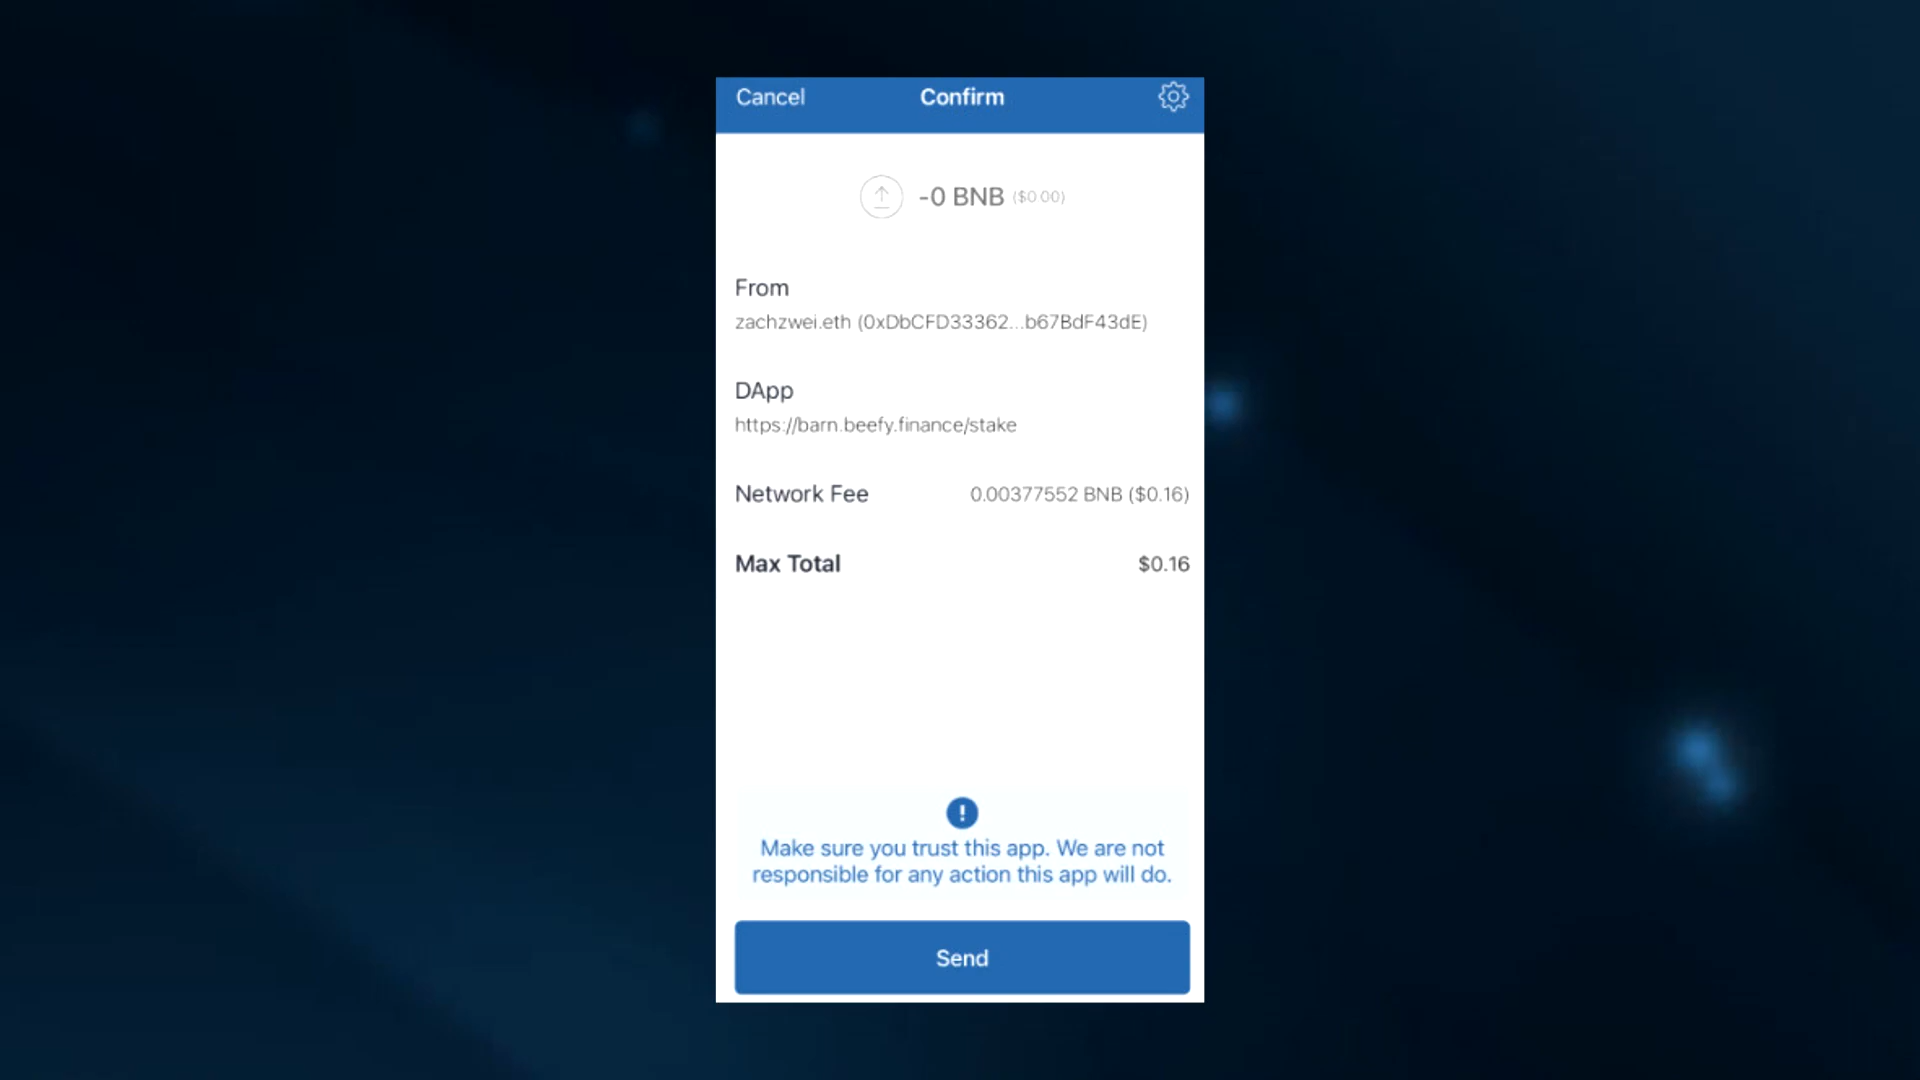 Cancel Confirm
-0 BNB ($0.00)
From
zachzwei.eth (0xDbCFD33362...b67BdF43dE)
DApp
https://barn.beefy.finance/stake
Network Fee 0.00377552 BNB ($0.16)
Max Total $0.16
Make sure you trust this app. We are not
responsible for any action this app will do.
Send